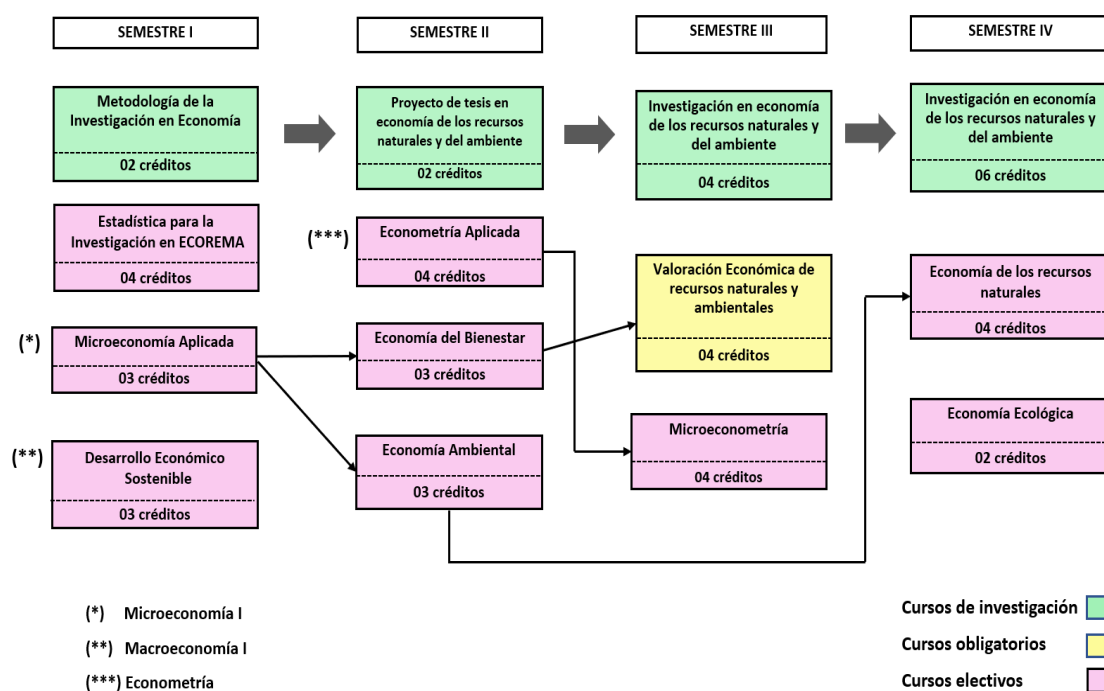 SEMESTRE I
SEMESTRE II
SEMESTRE III
SEMESTRE IV
Metodología de la
Investigación en Economía
02 créditos
Proyecto de tesis en
economía de los recursos
naturales y del ambiente
02 créditos
Investigación en economía
de los recursos naturales y
del ambiente
04 créditos
Investigación en economía
de los recursos naturales y
del ambiente
06 créditos
Estadística para la
Investigación en ECOREMA
04 créditos
(***)
Econometría Aplicada
04 créditos
Valoración Económica de
recursos naturales y
ambientales
04 créditos
Economía de los recursos
naturales
04 créditos
(*)
Microeconomía Aplicada
03 créditos
Economía del Bienestar
03 créditos
Microeconometría
04 créditos
Economía Ecológica
02 créditos
(**)
Desarrollo Económico
Sostenible
03 créditos
Economía Ambiental
03 créditos
(*) Microeconomía I
(**) Macroeconomía I
(***) Econometría
Cursos de investigación
Cursos obligatorios
Cursos electivos